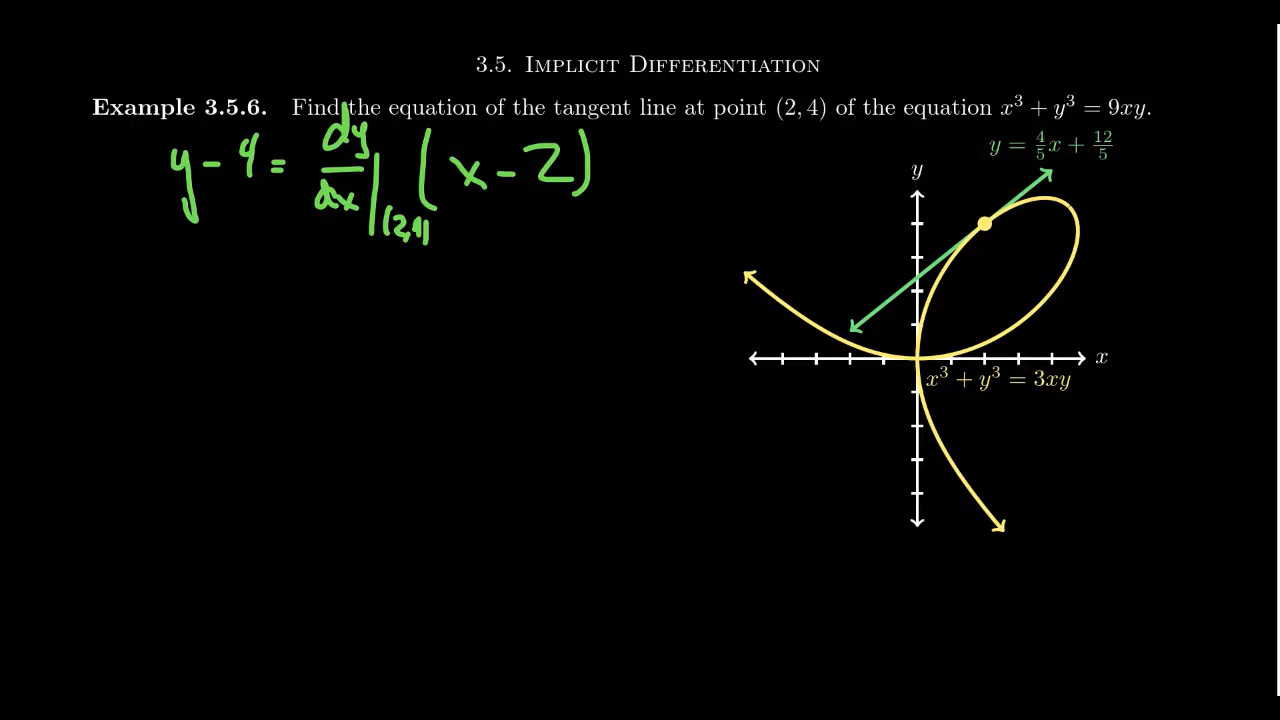 3.5. IMPLICIT DIFFERENTIATION
Example 3.5.6. Find the equation of the tangent line at point (2, 4) of the equation x³ + y³ = 9xy.
y - 4 = dy/dx |(2,4) (x - 2)
y = 4/5 x + 12/5
y
x
x³ + y³ = 3xy